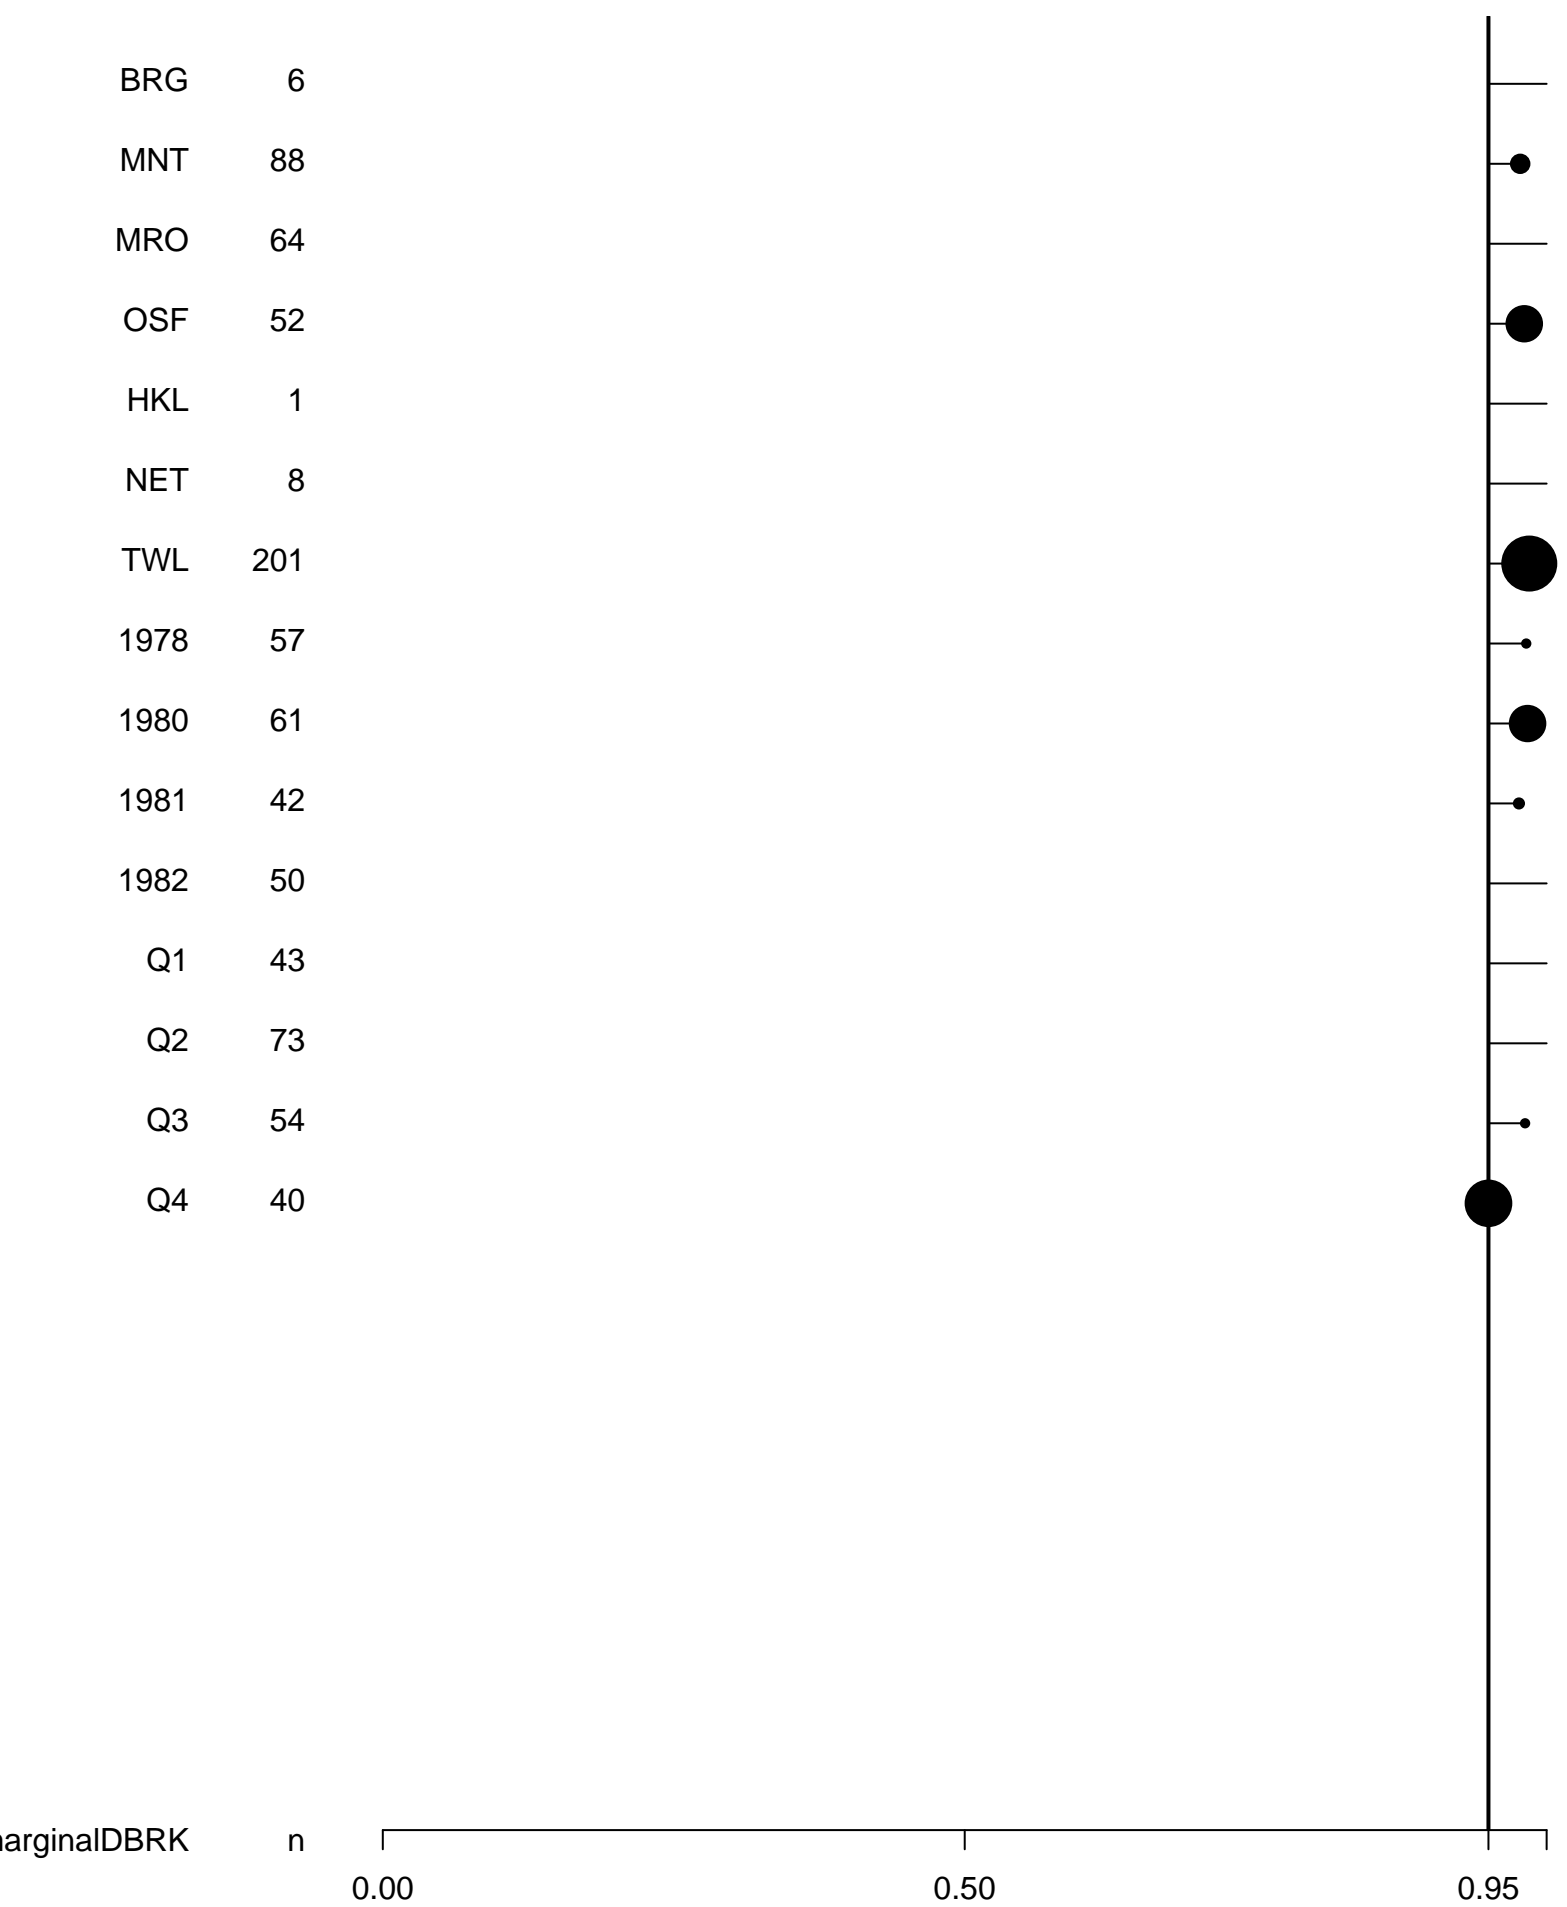 BRG 6
MNT 88
MRO 64
OSF 52
HKL 1
NET 8
TWL 201
1978 57
1980 61
1981 42
1982 50
Q1 43
Q2 73
Q3 54
Q4 40
arginalDBRK n
0.00 0.50 0.95